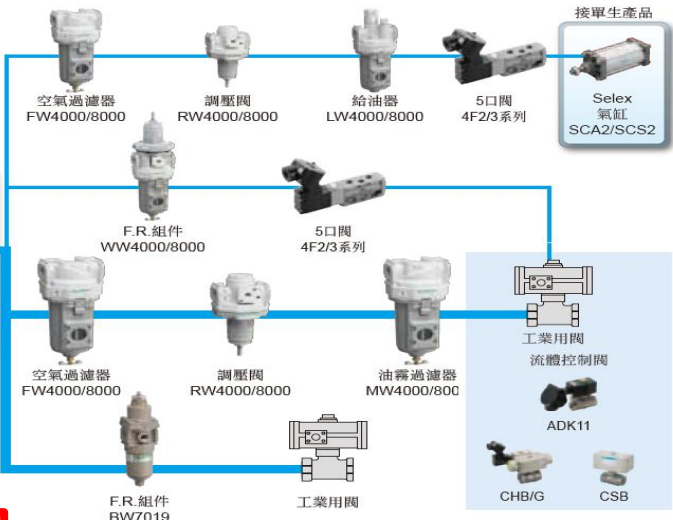 接單生產品
空氣過濾器
FW4000/8000
調壓閥
RW4000/8000
給油器
LW4000/8000
5口閥
4F2/3系列
Selex
氣缸
SCA2/SCS2
F.R.組件
WW4000/8000
5口閥
4F2/3系列
工業用閥
流體控制閥
空氣過濾器
FW4000/8000
調壓閥
RW4000/8000
油霧過濾器
MW4000/800
ADK11
CHB/G
CSB
F.R.組件
BW7019
工業用閥